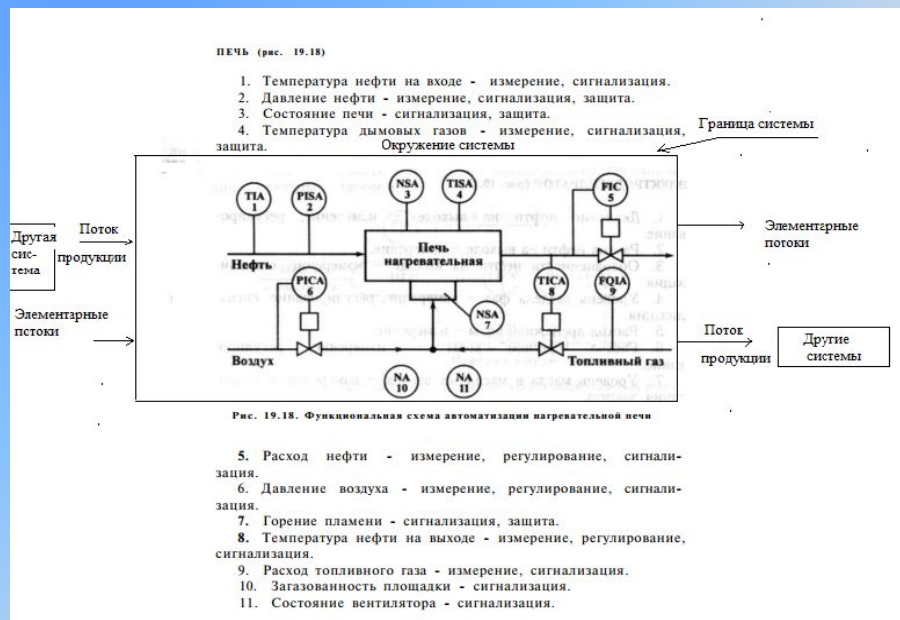 ПЕЧЬ (рис. 19.18)
1. Температура нефти на входе - измерение, сигнализация.
2. Давление нефти - измерение, сигнализация, защита.
3. Состояние печи - сигнализация, защита.
4. Температура дымовых газов - измерение, сигнализация,
защита.
Окружение системы
Граница системы
TIA
1
PISA
2
NSA
3
TISA
4
FIC
5
Другая
сис-
тема
Поток
продукции
Нефть
Печь
нагревательная
Элементарные
потоки
PICA
6
TICA
8
FQIA
9
NSA
7
Элементарные
пстоки
Воздух
Топливный газ
Поток
продукции
Другие
системы
NA
10
NA
11
Рис. 19.18. Функциональная схема автоматизации нагревательной печи
5. Расход нефти - измерение, регулирование, сигнали-
зация.
6. Давление воздуха - измерение, регулирование, сигнали-
зация.
7. Горение пламени - сигнализация, защита.
8. Температура нефти на выходе - измерение, регулирование,
сигнализация.
9. Расход топливного газа - измерение, сигнализация.
10. Загазованность площадки - сигнализация.
11. Состояние вентилятора - сигнализация.